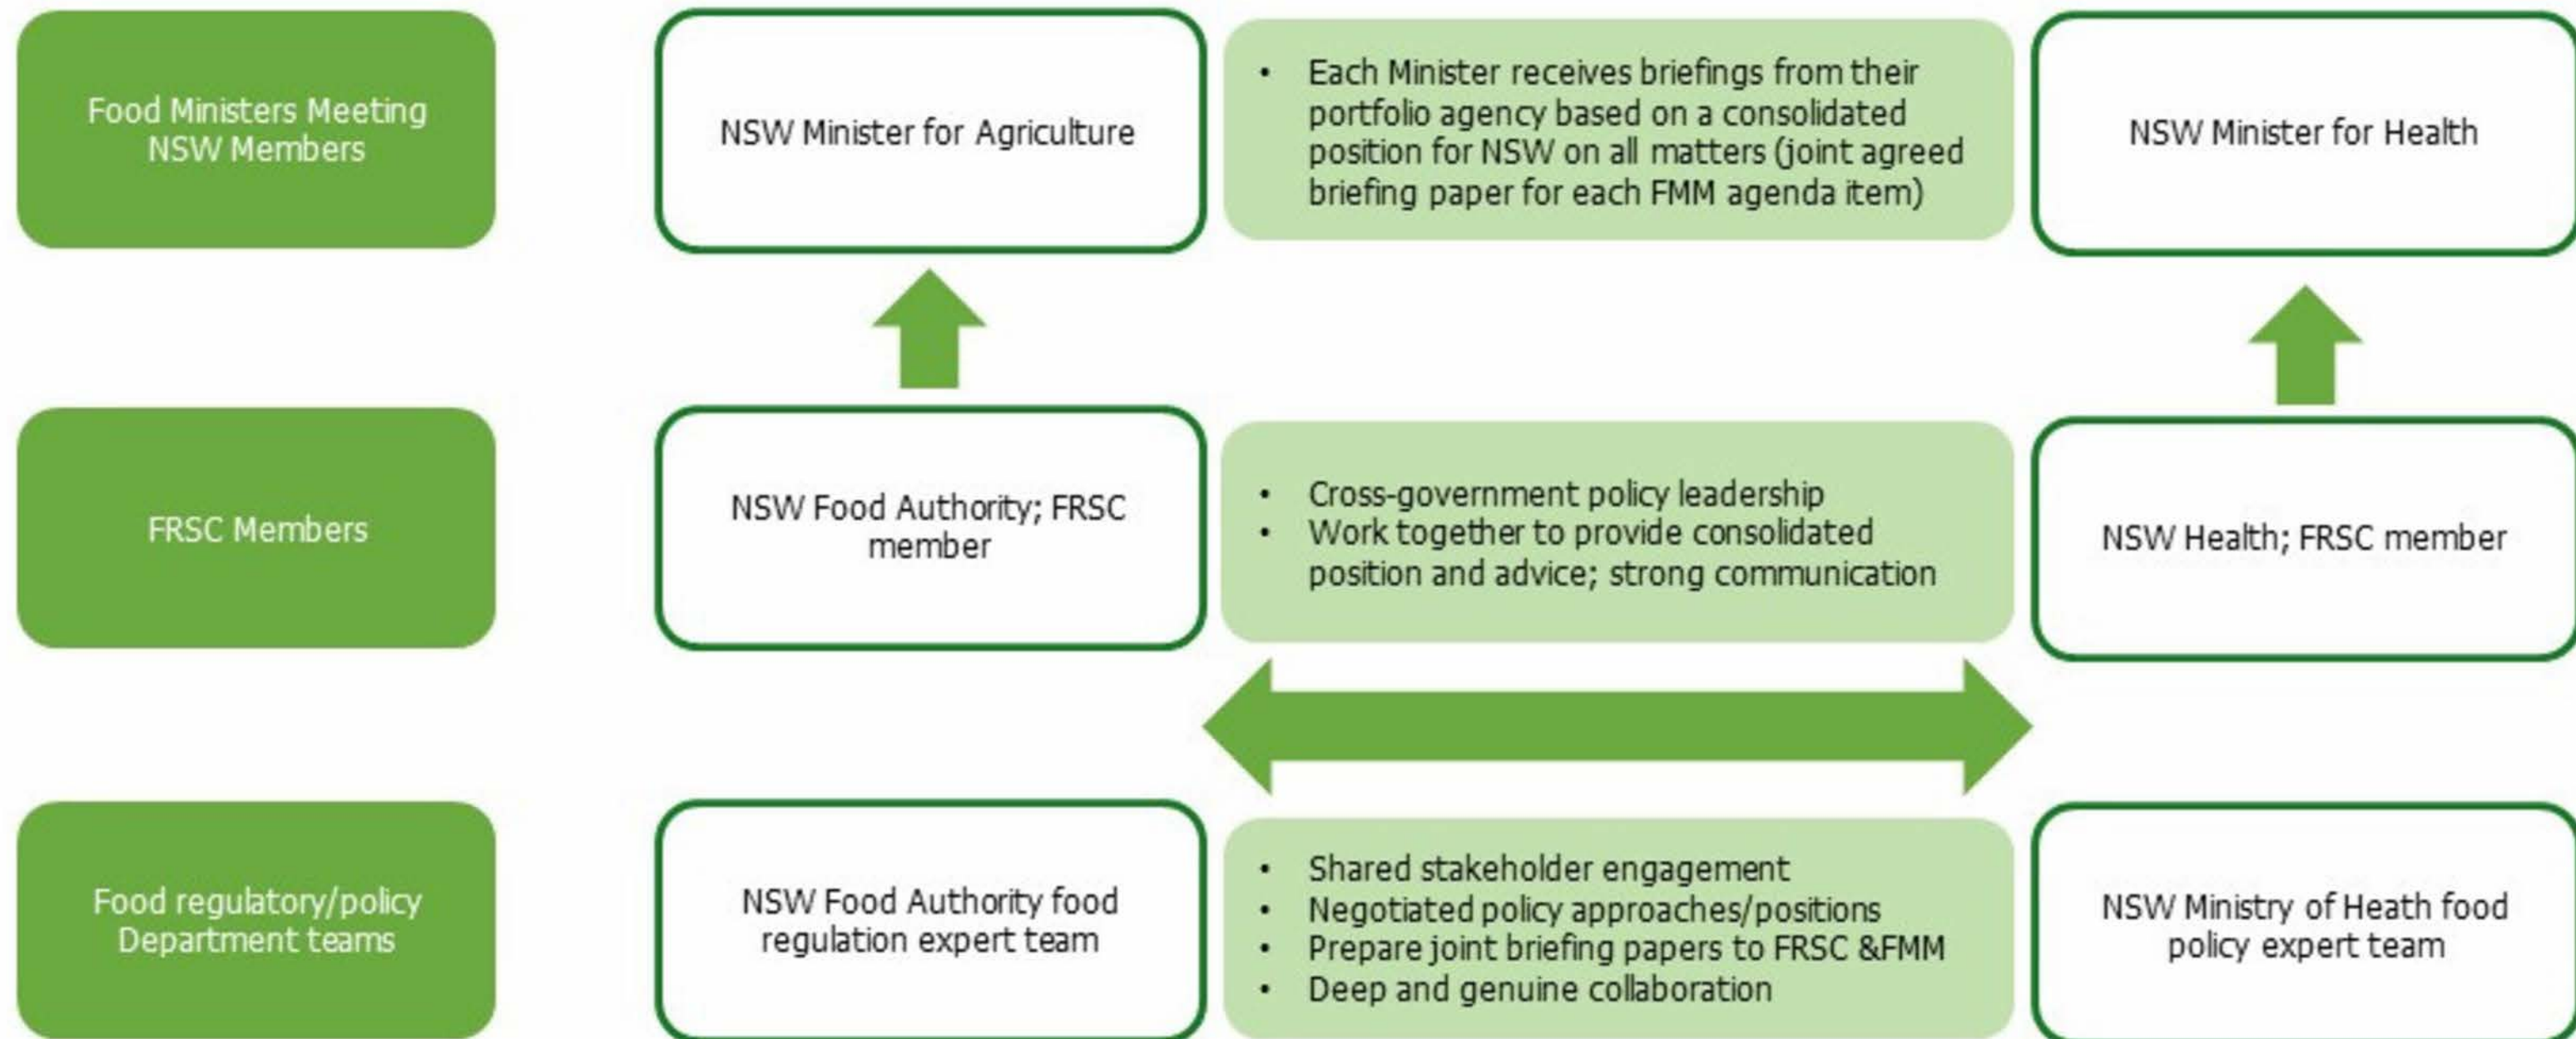 Food Ministers Meeting
NSW Members
NSW Minister for Agriculture
• Each Minister receives briefings from their
portfolio agency based on a consolidated
position for NSW on all matters (joint agreed
briefing paper for each FMM agenda item)
NSW Minister for Health
FRSC Members
NSW Food Authority; FRSC
member
• Cross-government policy leadership
• Work together to provide consolidated
position and advice; strong communication
NSW Health; FRSC member
Food regulatory/policy
Department teams
NSW Food Authority food
regulation expert team
• Shared stakeholder engagement
• Negotiated policy approaches/positions
• Prepare joint briefing papers to FRSC &FMM
• Deep and genuine collaboration
NSW Ministry of Heath food
policy expert team